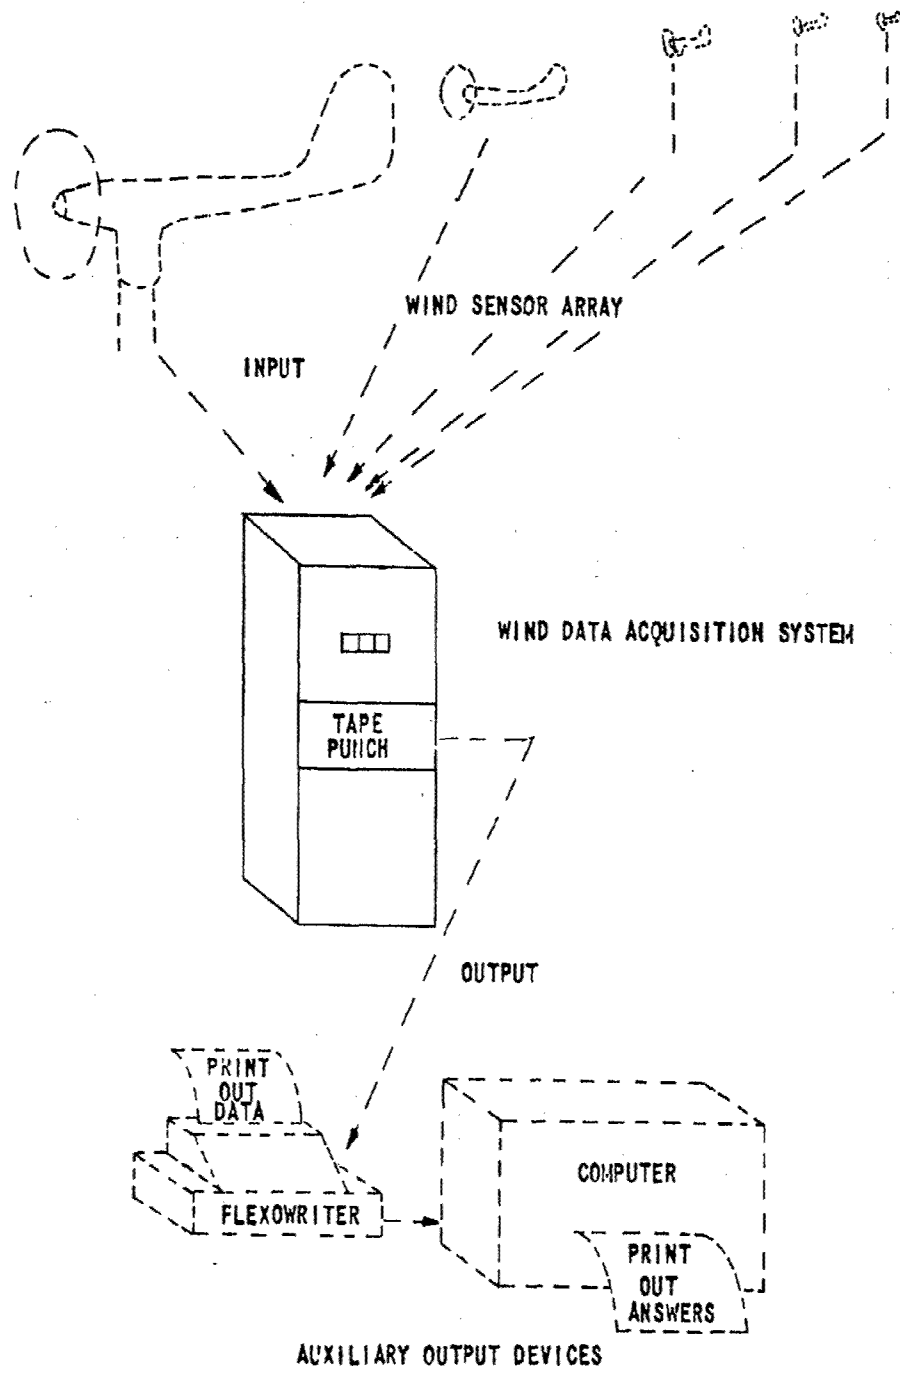 WIND SENSOR ARRAY
INPUT
WIND DATA ACQUISITION SYSTEM
TAPE
PUNCH
OUTPUT
PRINT
OUT
DATA
FLEXOWRITER
COMPUTER
PRINT
OUT
ANSWERS
AUXILIARY OUTPUT DEVICES